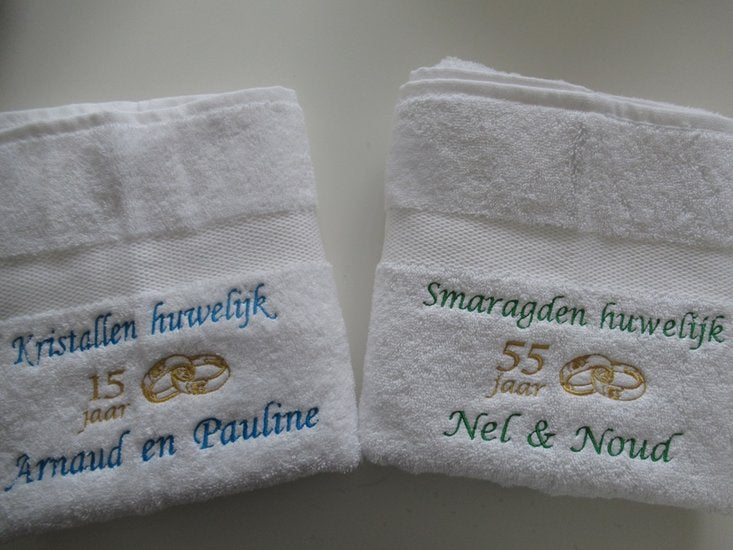 Kristallen huwelijk
15
jaar
Arnaud en Pauline
Smaragden huwelijk
55
jaar
Nel & Noud